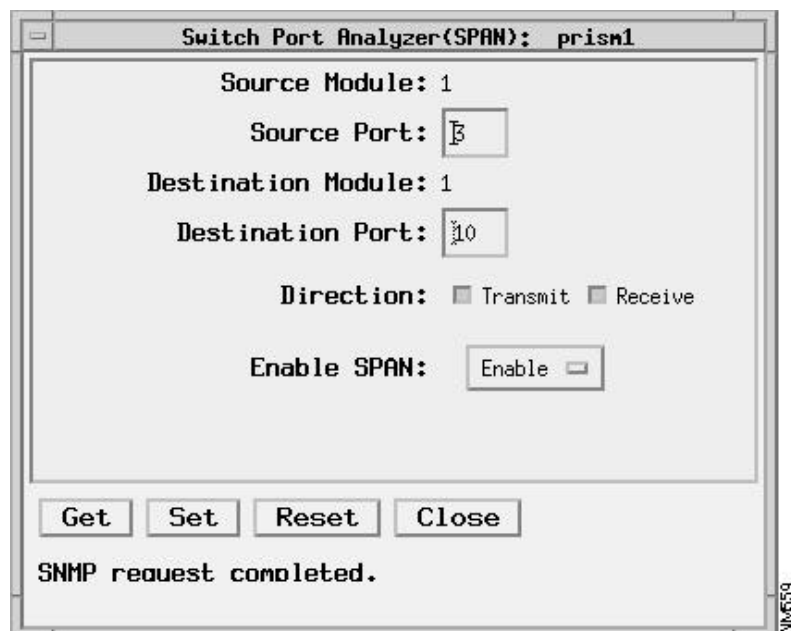 Switch Port Analyzer(SPAN): prism1
Source Module: 1
Source Port: 3
Destination Module: 1
Destination Port: 10
Direction: Transmit Receive
Enable SPAN: Enable
Get Set Reset Close
SNMP request completed.
NM659